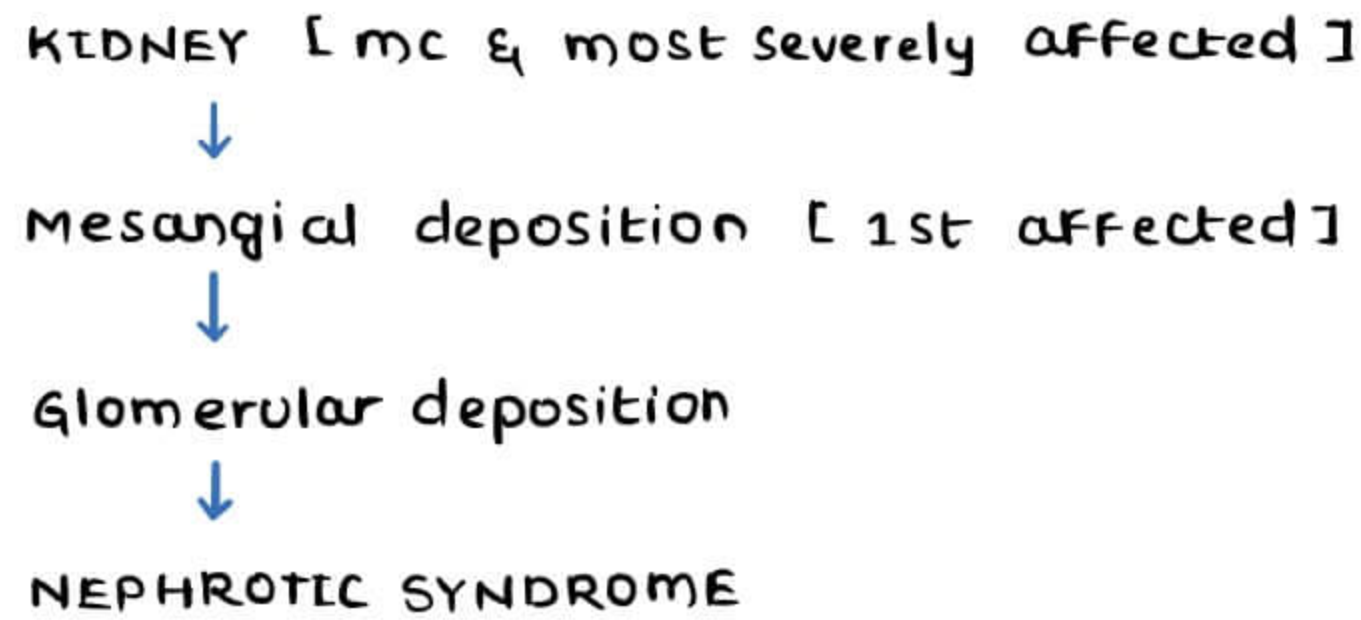 KIDNEY [mc & most severely affected]
Mesangial deposition [1st affected]
Glomerular deposition
NEPHROTIC SYNDROME